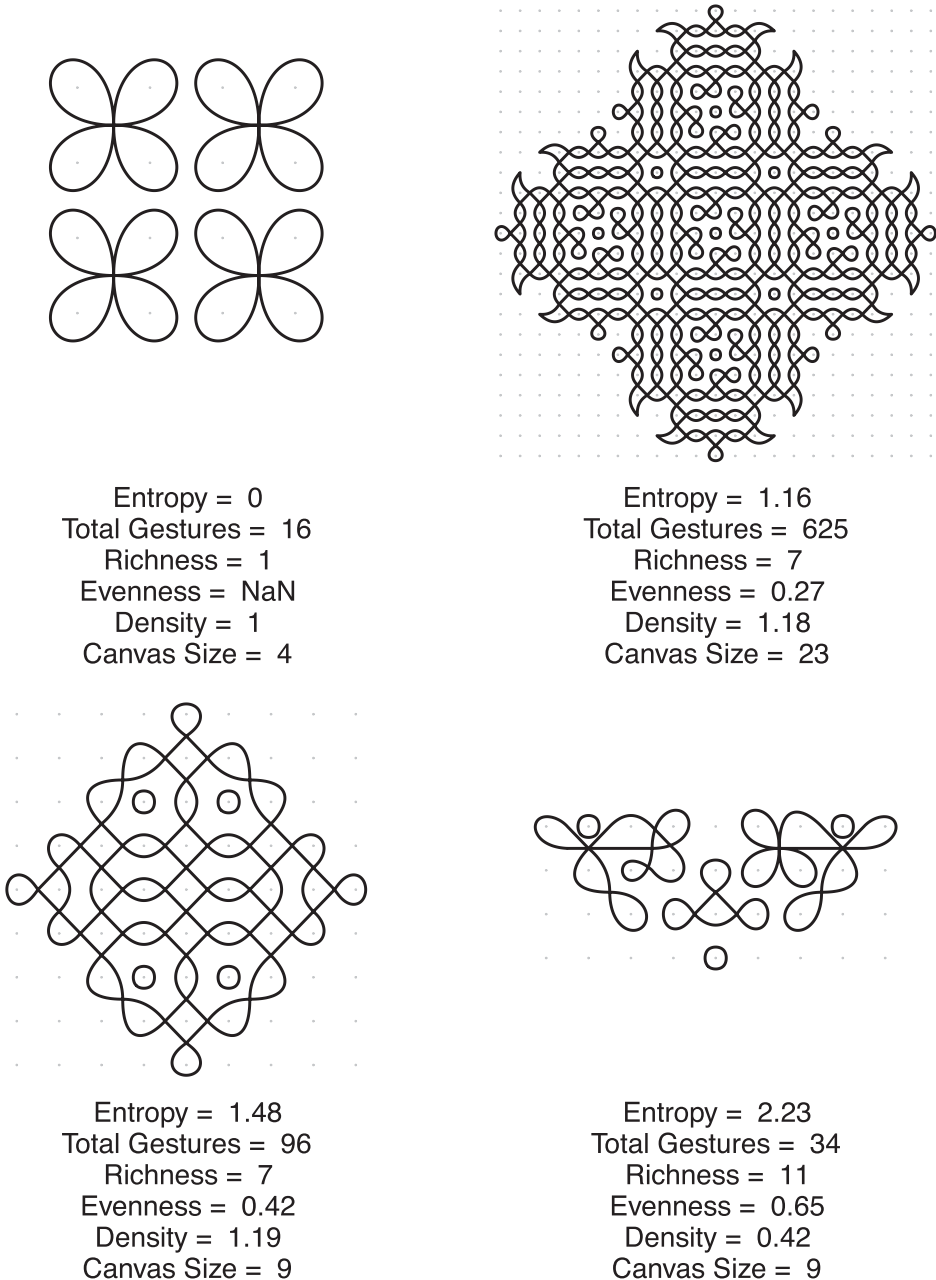 Entropy = 0
Total Gestures = 16
Richness = 1
Evenness = NaN
Density = 1
Canvas Size = 4
Entropy = 1.16
Total Gestures = 625
Richness = 7
Evenness = 0.27
Density = 1.18
Canvas Size = 23
Entropy = 1.48
Total Gestures = 96
Richness = 7
Evenness = 0.42
Density = 1.19
Canvas Size = 9
Entropy = 2.23
Total Gestures = 34
Richness = 11
Evenness = 0.65
Density = 0.42
Canvas Size = 9